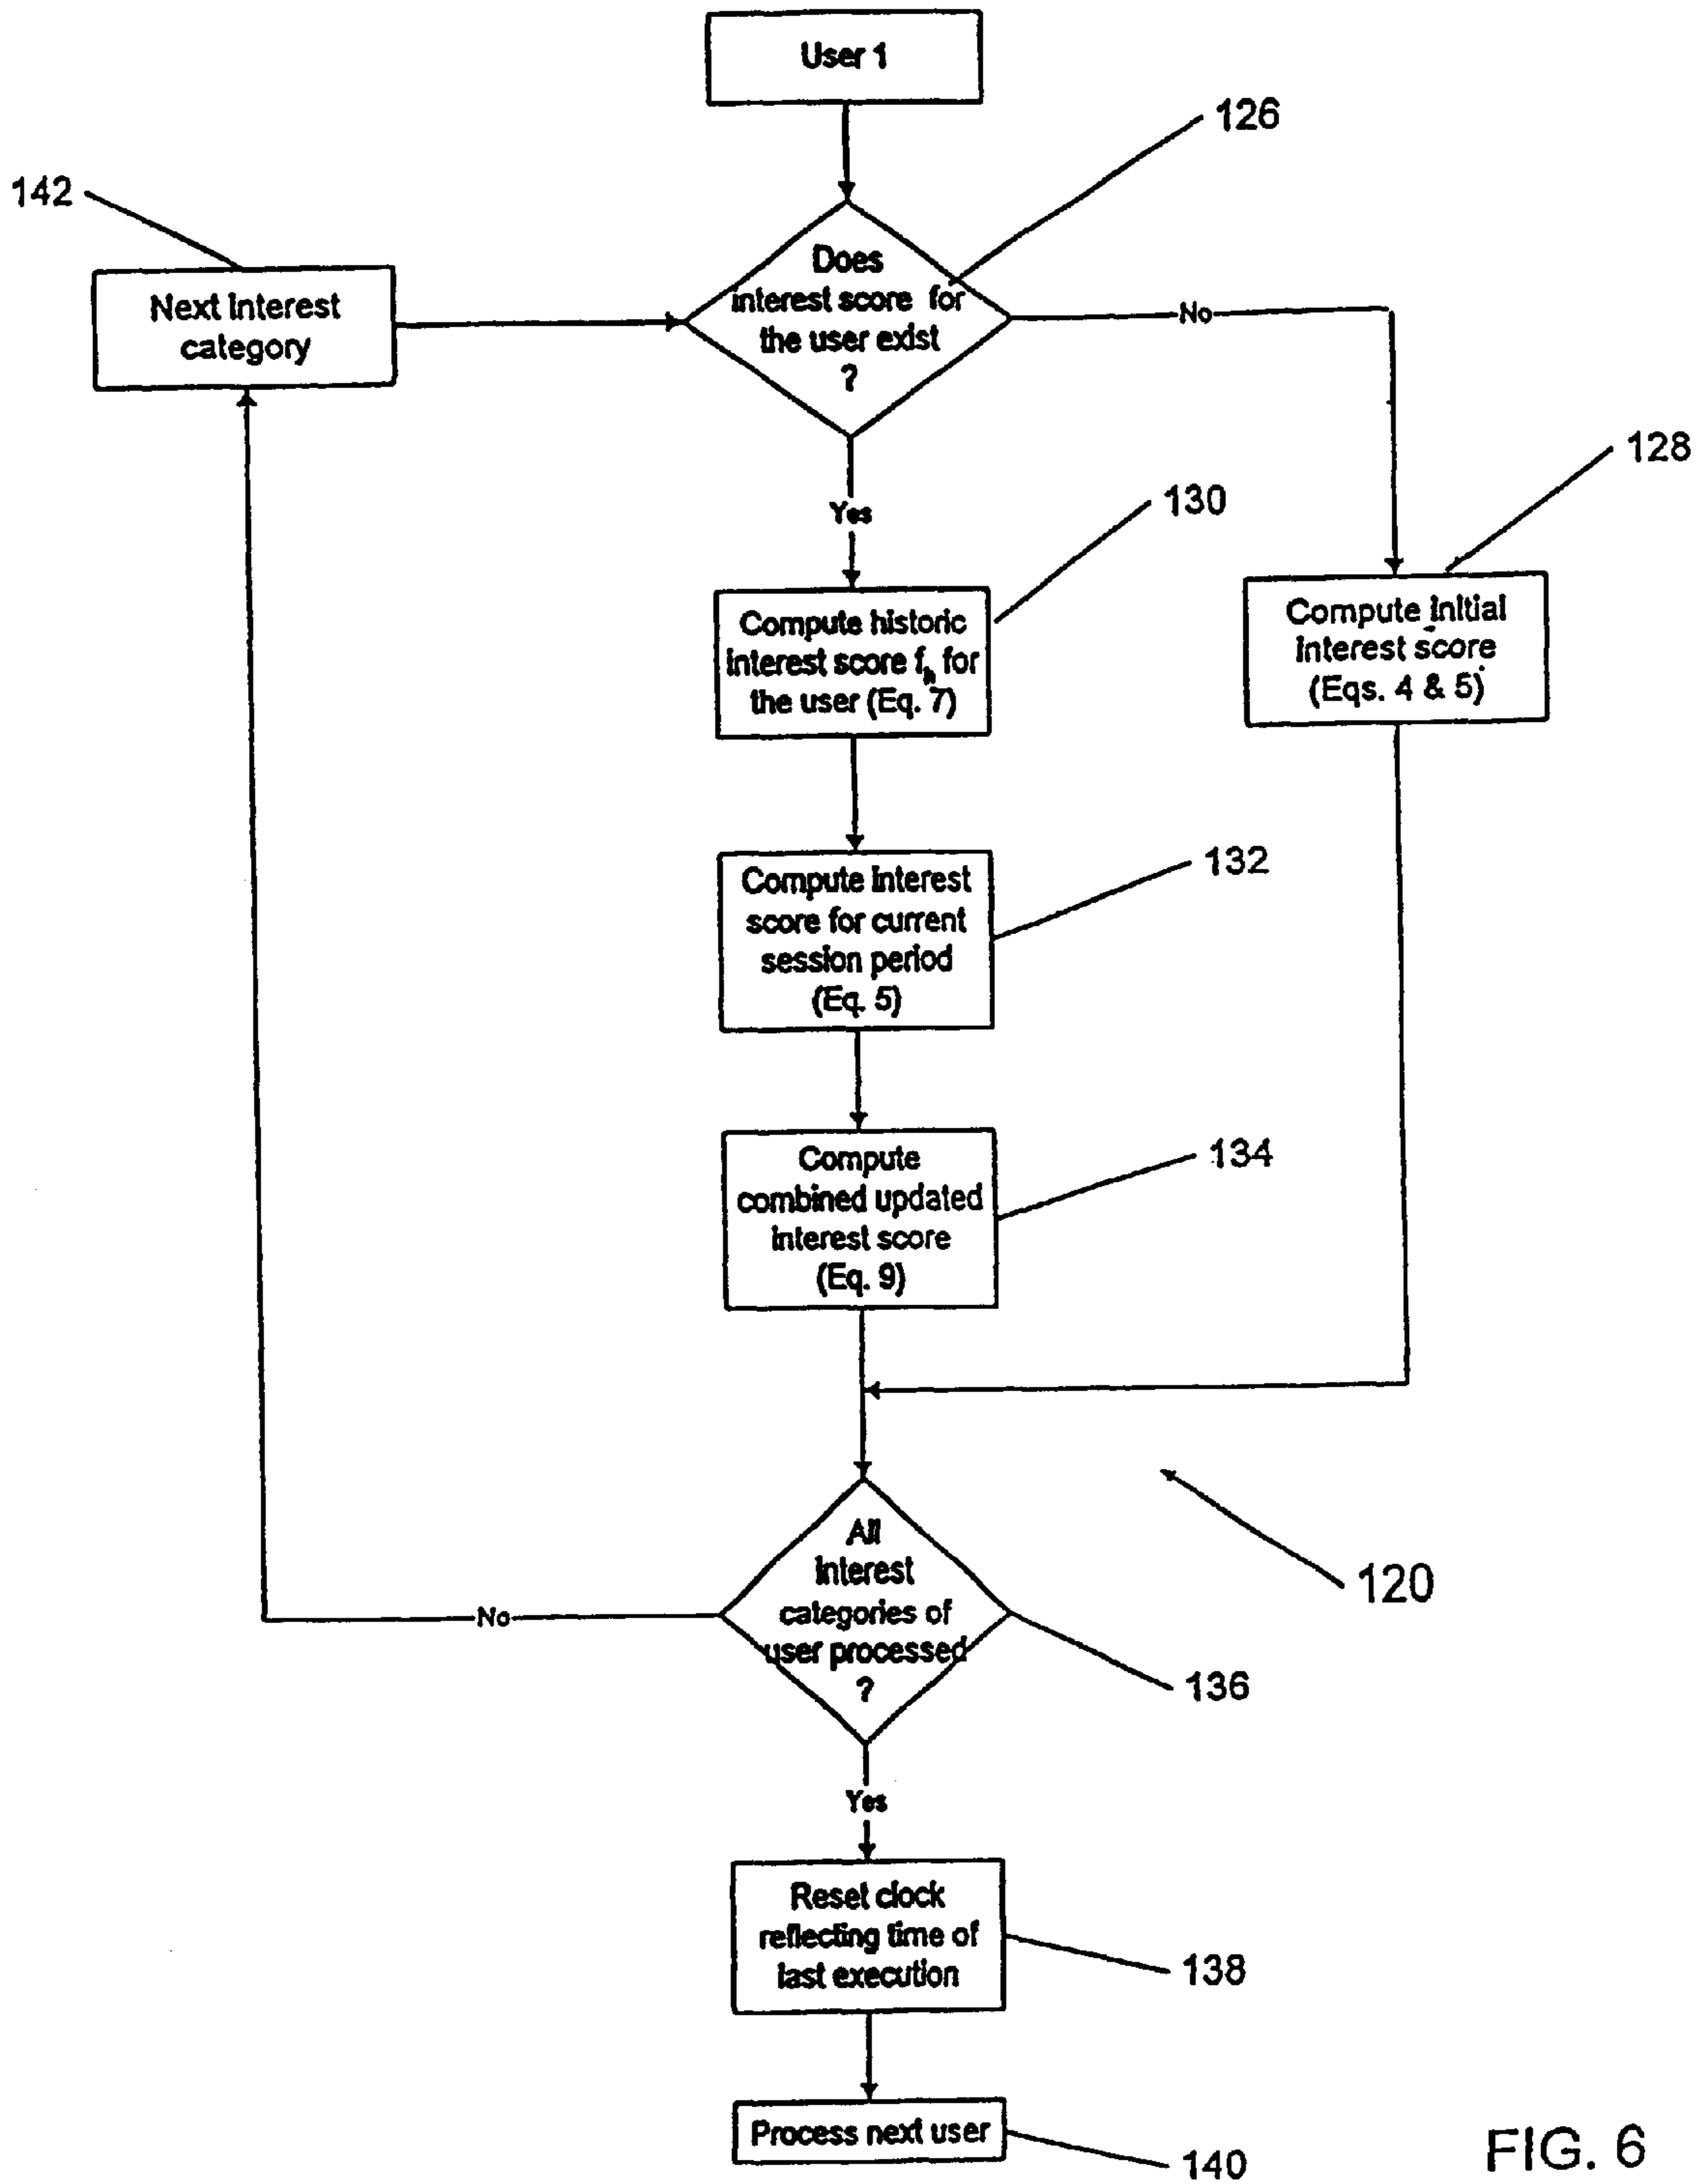 User 1
126
142
Does
interest score for
the user exist
?
Next interest
category
No
128
Yes
130
Compute historic
interest score fh for
the user (Eq. 7)
Compute initial
interest score
(Eqs. 4 & 5)
132
Compute interest
score for current
session period
(Eq. 5)
134
Compute
combined updated
interest score
(Eq. 9)
All
interest
categories of
user processed
?
No
120
136
Yes
Reset clock
reflecting time of
last execution
138
Process next user
140
FIG. 6